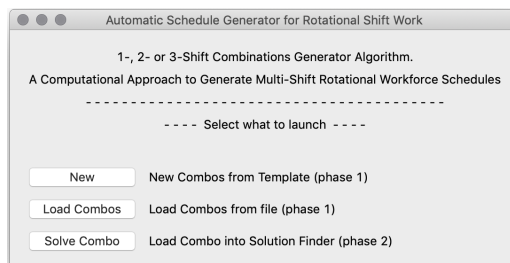 Automatic Schedule Generator for Rotational Shift Work
1-, 2- or 3-Shift Combinations Generator Algorithm.
A Computational Approach to Generate Multi-Shift Rotational Workforce Schedules
- - - - - - - - - - - - - - - - - - - - - - - - - - - - - - - - - - - - - - - -
- - - - Select what to launch - - - -
New New Combos from Template (phase 1)
Load Combos Load Combos from file (phase 1)
Solve Combo Load Combo into Solution Finder (phase 2)